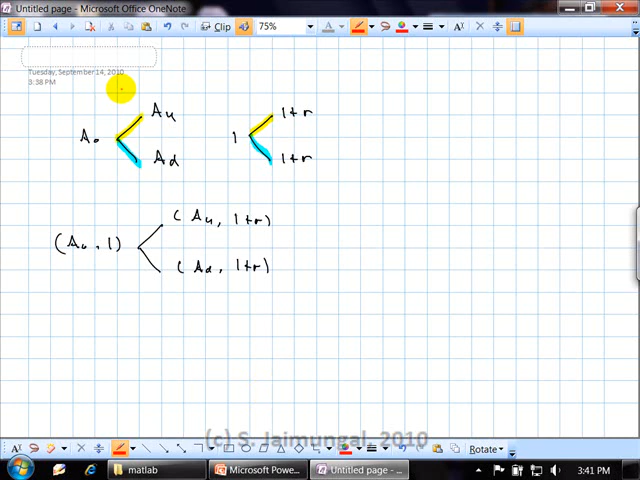 Untitled page - Microsoft Office OneNote
Clip 75%
Tuesday, September 14, 2010
3:38 PM
Au 1+r
A0 1
Ad 1+r
(Au, 1+r)
(A0, 1)
(Ad, 1+r)
(c) S. Jaimungal, 2010
Rotate
matlab Microsoft Powe... Untitled page - ... 3:41 PM